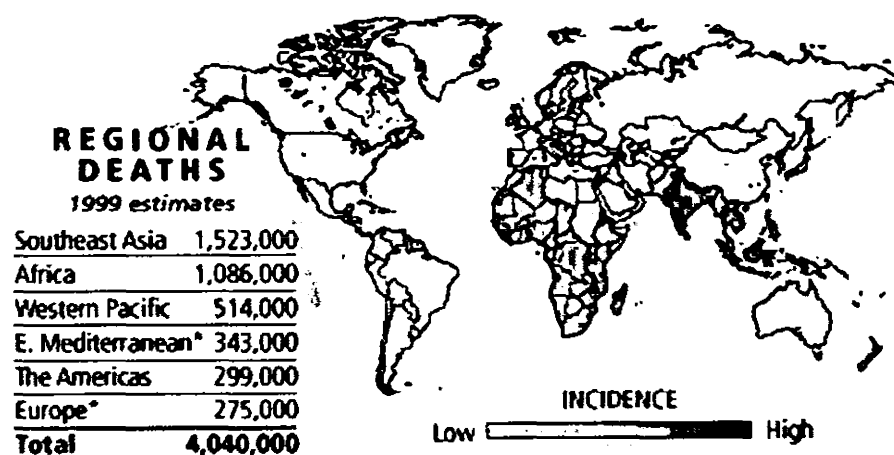 REGIONAL
DEATHS
1999 estimates
Southeast Asia 1,523,000
Africa 1,086,000
Western Pacific 514,000
E. Mediterranean* 343,000
The Americas 299,000
Europe* 275,000
Total 4,040,000
INCIDENCE
Low High